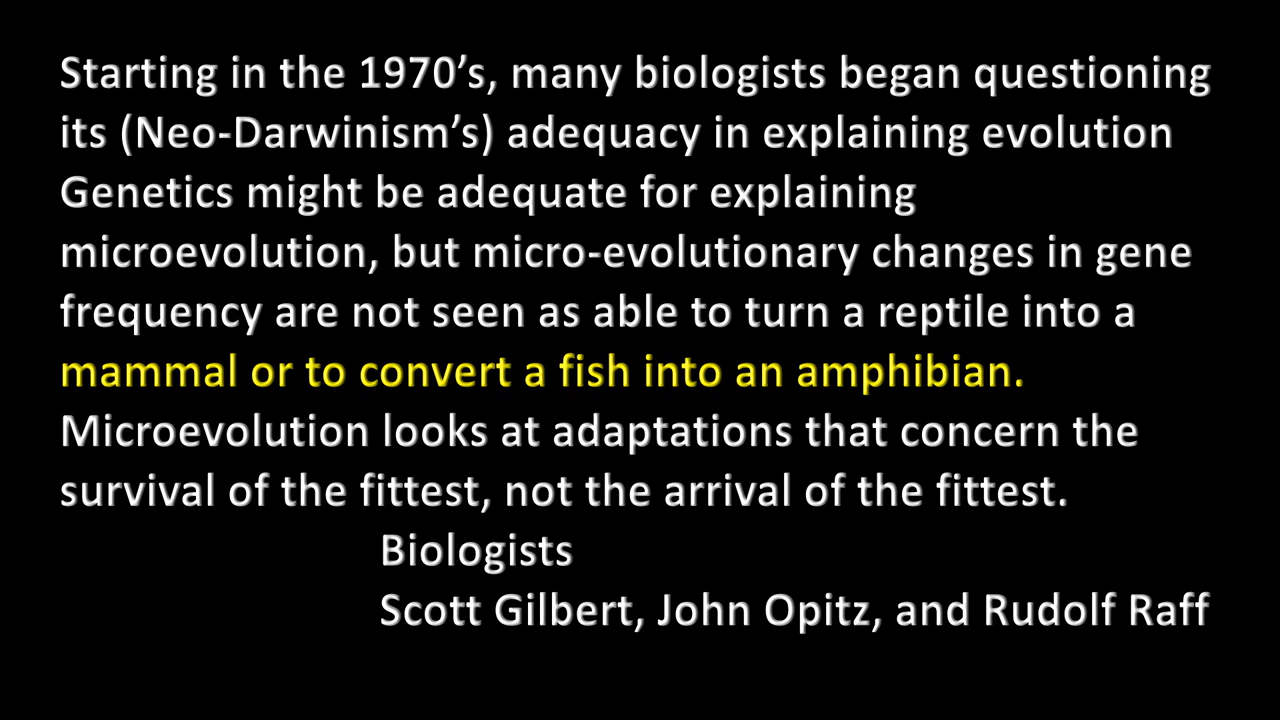 Starting in the 1970’s, many biologists began questioning
its (Neo-Darwinism’s) adequacy in explaining evolution
Genetics might be adequate for explaining
microevolution, but micro-evolutionary changes in gene
frequency are not seen as able to turn a reptile into a
mammal or to convert a fish into an amphibian.
Microevolution looks at adaptations that concern the
survival of the fittest, not the arrival of the fittest.
Biologists
Scott Gilbert, John Opitz, and Rudolf Raff